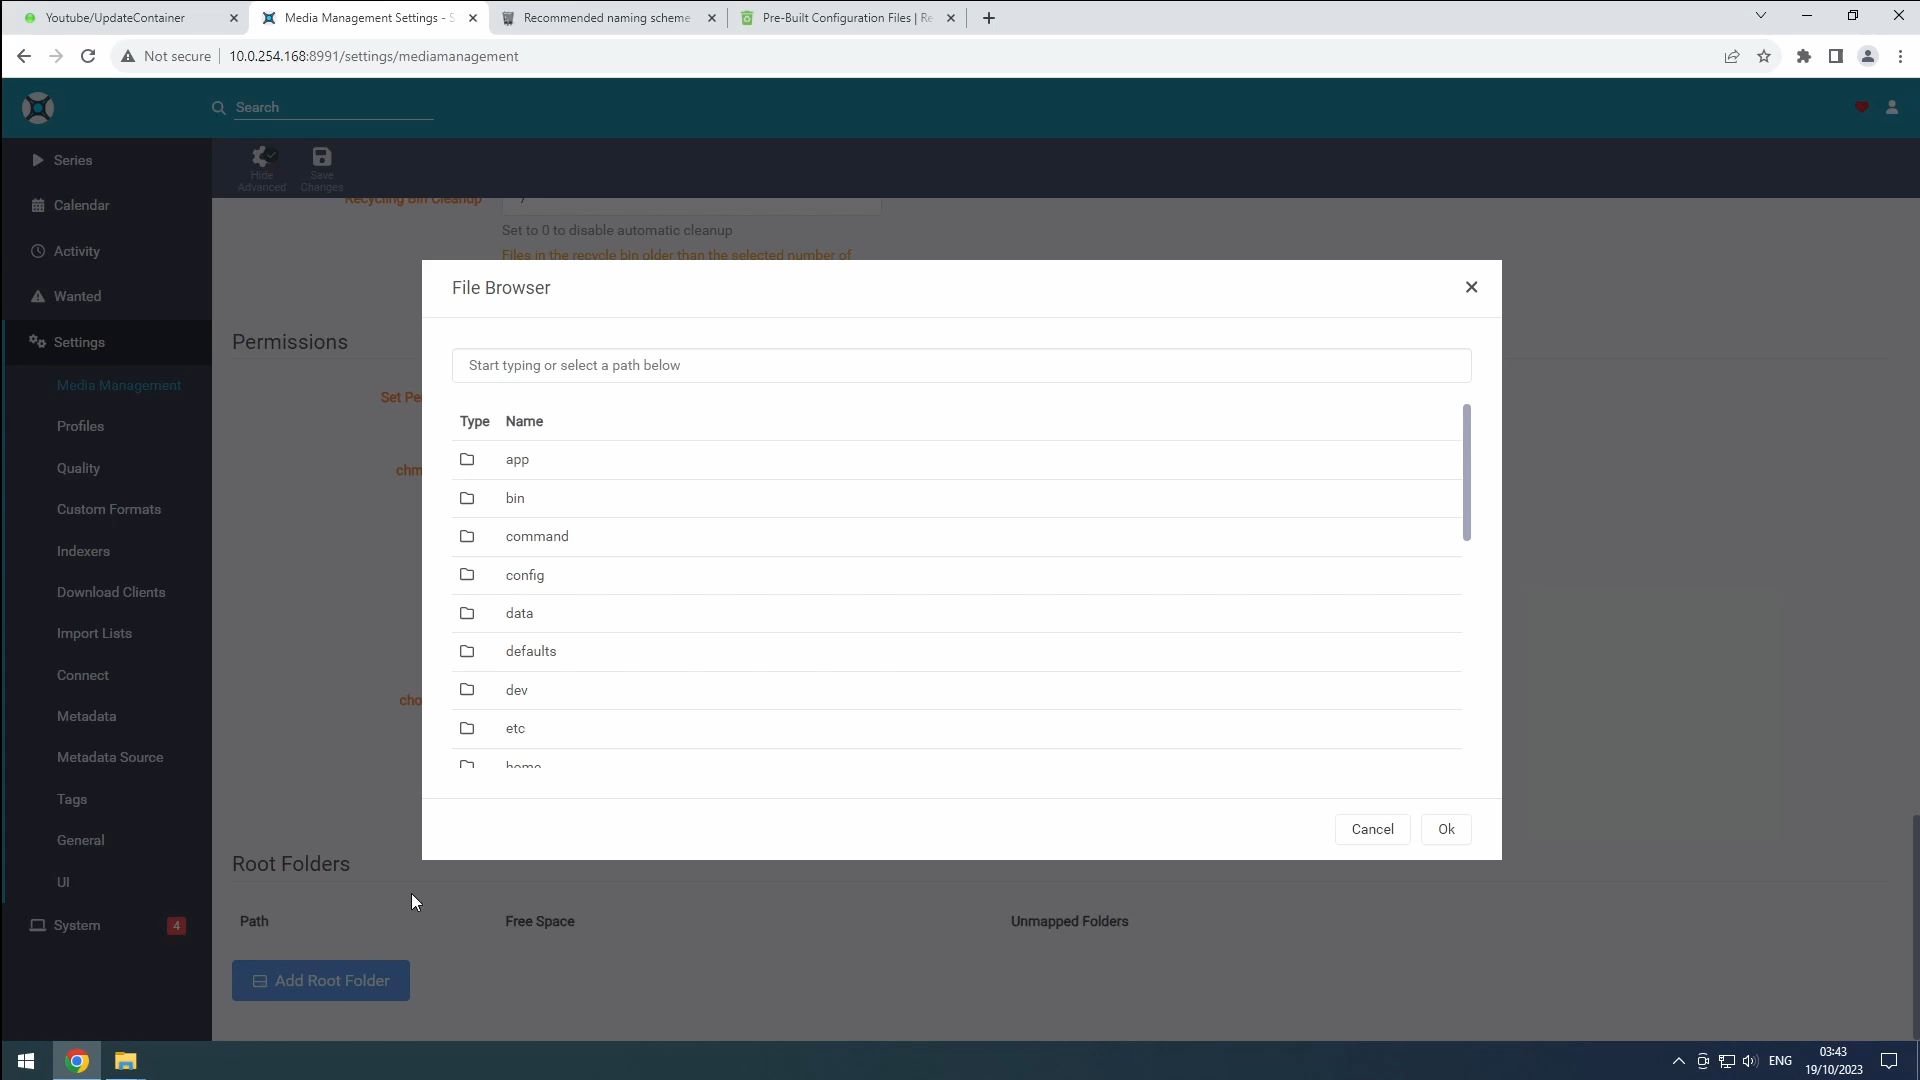 Youtube/UpdateContainer
Media Management Settings - S
Recommended naming scheme
Pre-Built Configuration Files | Re
Not secure
10.0.254.168:8991/settings/mediamanagement
Search
Hide
Advanced
Save
Changes
Series
Calendar
Activity
Wanted
Settings
Media Management
Profiles
Quality
Custom Formats
Indexers
Download Clients
Import Lists
Connect
Metadata
Metadata Source
Tags
General
UI
System
4
Recycling Bin Cleanup
7
Set to 0 to disable automatic cleanup
Files in the recycle bin older than the selected number of
Permissions
Set Pe
chm
cho
File Browser
Start typing or select a path below
Type Name
app
bin
command
config
data
defaults
dev
etc
home
Cancel
Ok
Root Folders
Path
Free Space
Unmapped Folders
Add Root Folder
ENG
03:43
19/10/2023